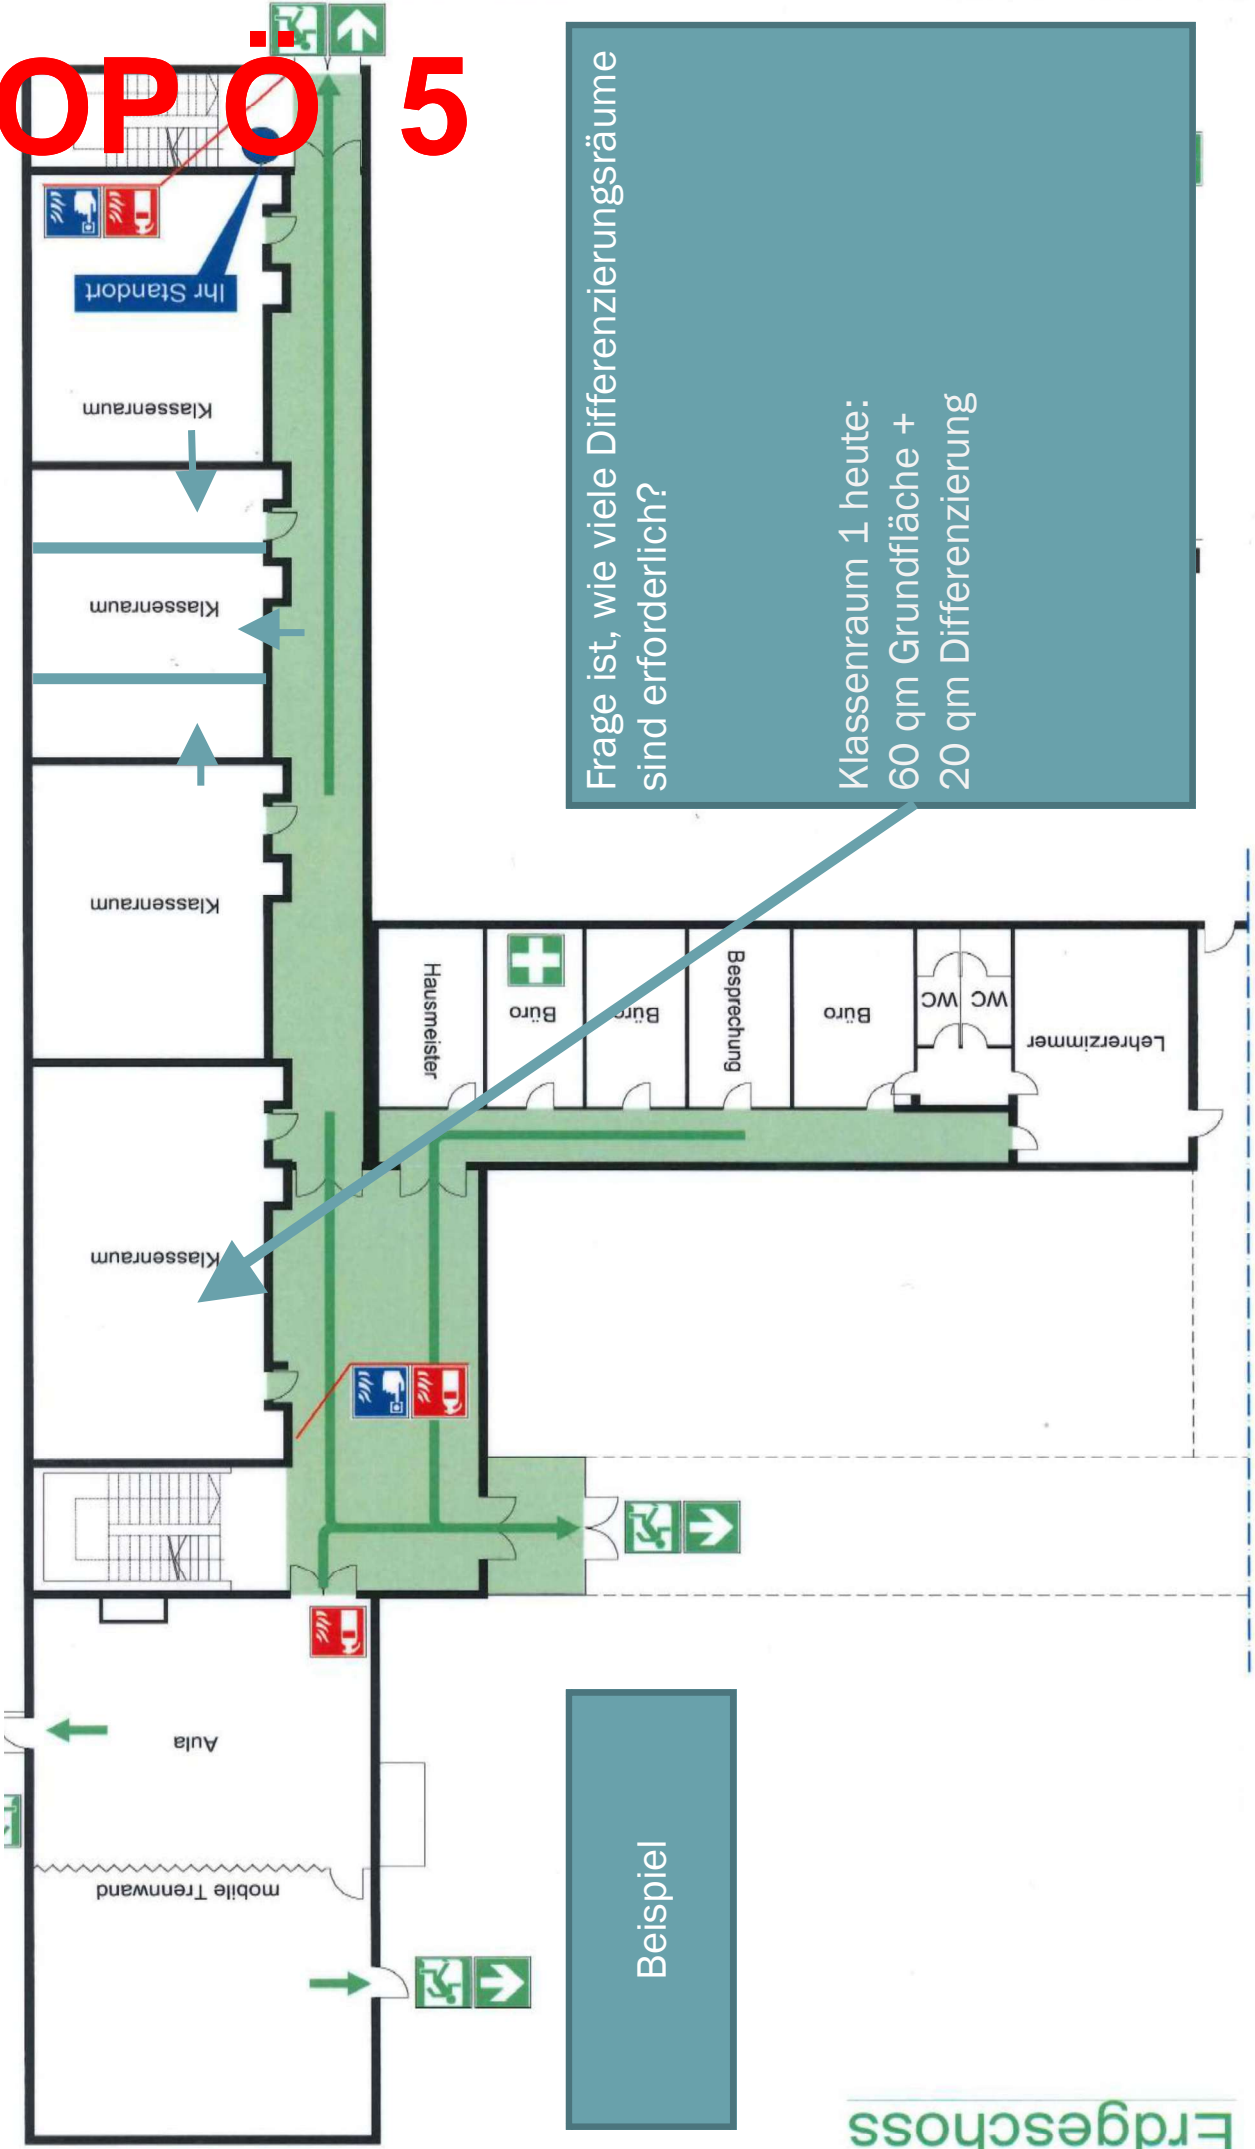 OP Ö 5
Ihr Standort
Klassenraum
Klassenraum
Klassenraum
Klassenraum
Frage ist, wie viele Differenzierungsräume
sind erforderlich?
Klassenraum 1 heute:
60 qm Grundfläche +
20 qm Differenzierung
Hausmeister
Büro
Büro
Besprechung
Büro
WC
WC
Lehrerzimmer
Aula
mobile Trennwand
Beispiel
Erdgeschoss